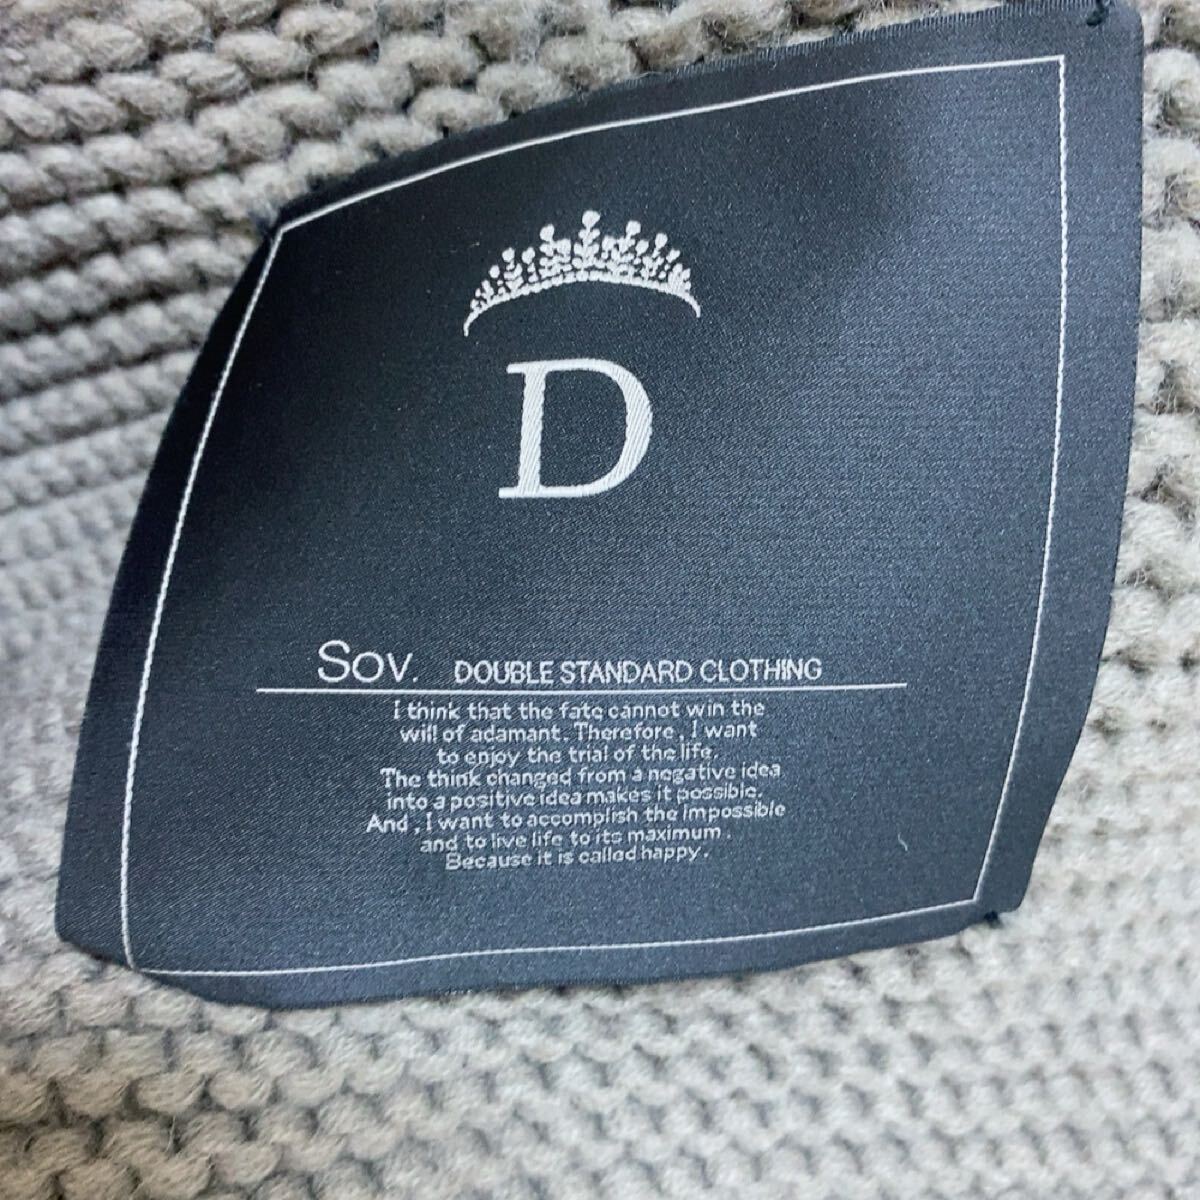 D
Sov. DOUBLE STANDARD CLOTHING
I think that the fate cannot win the
will of adamant. Therefore, I want
to enjoy the trial of the life.
The think changed from a negative idea
into a positive idea makes it possible.
And, I want to accomplish the impossible
and to live life to its maximum.
Because it is called happy.